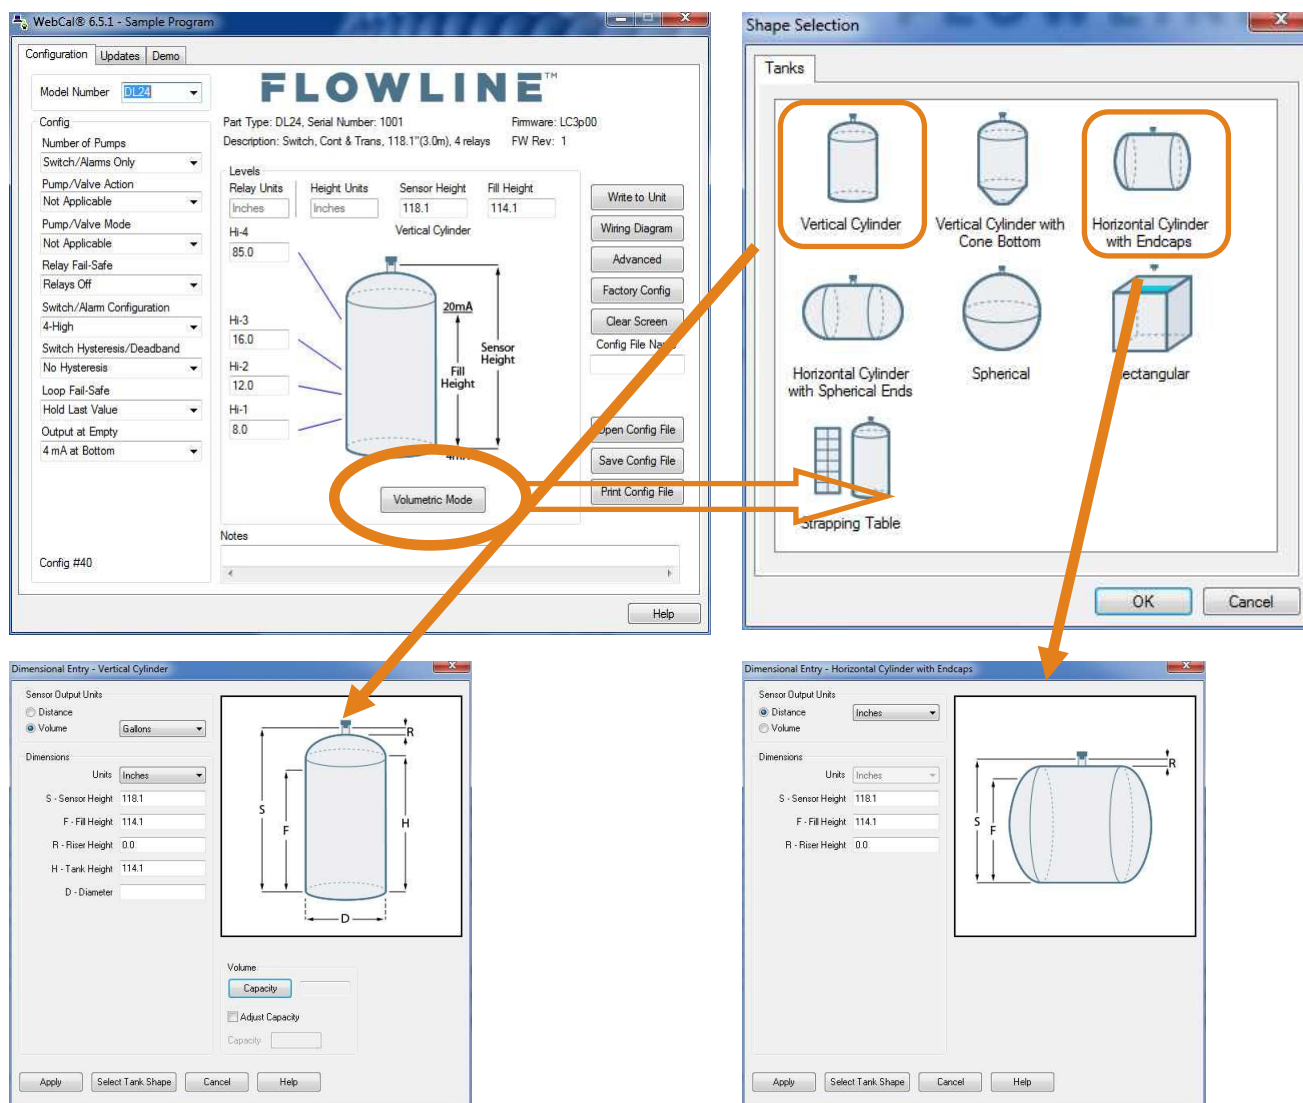 WebCal® 6.5.1 - Sample Program
Configuration Updates Demo
Model Number DL24
FLOWLINE™
Part Type: DL24, Serial Number: 1001 Firmware: LC3p00
Description: Switch, Cont & Trans, 118.1"(3.0m), 4 relays FW Rev: 1
Config
Number of Pumps
Switch/Alarms Only
Pump/Valve Action
Not Applicable
Pump/Valve Mode
Not Applicable
Relay Fail-Safe
Relays Off
Switch/Alarm Configuration
4-High
Switch Hysteresis/Deadband
No Hysteresis
Loop Fail-Safe
Hold Last Value
Output at Empty
4 mA at Bottom
Config #40
Levels
Relay Units Height Units Sensor Height Fill Height
Inches Inches 118.1 114.1
Hi-4 Vertical Cylinder
85.0
Hi-3
16.0
Hi-2
12.0
Hi-1
8.0
20mA
Sensor
Height
Fill
Height
4mA
Volumetric Mode
Notes
Write to Unit
Wiring Diagram
Advanced
Factory Config
Clear Screen
Config File Name
Open Config File
Save Config File
Print Config File
Help
Shape Selection
Tanks
Vertical Cylinder
Vertical Cylinder with
Cone Bottom
Horizontal Cylinder
with Endcaps
Horizontal Cylinder
with Spherical Ends
Spherical
Rectangular
Strapping Table
OK Cancel
Dimensional Entry - Vertical Cylinder
Sensor Output Units
Distance
Volume Gallons
Dimensions
Units Inches
S - Sensor Height 118.1
F - Fill Height 114.1
R - Riser Height 0.0
H - Tank Height 114.1
D - Diameter
R
S
F
H
D
Volume
Capacity
Adjust Capacity
Capacity
Apply Select Tank Shape Cancel Help
Dimensional Entry - Horizontal Cylinder with Endcaps
Sensor Output Units
Distance Inches
Volume
Dimensions
Units Inches
S - Sensor Height 118.1
F - Fill Height 114.1
R - Riser Height 0.0
R
S
F
Apply Select Tank Shape Cancel Help